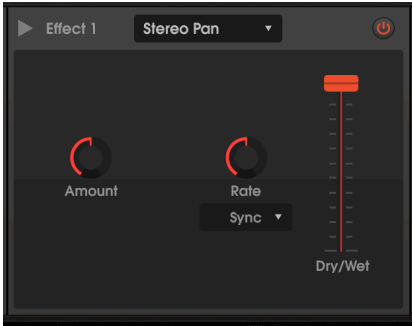 Effect 1
Stereo Pan
Amount
Rate
Sync
Dry/Wet